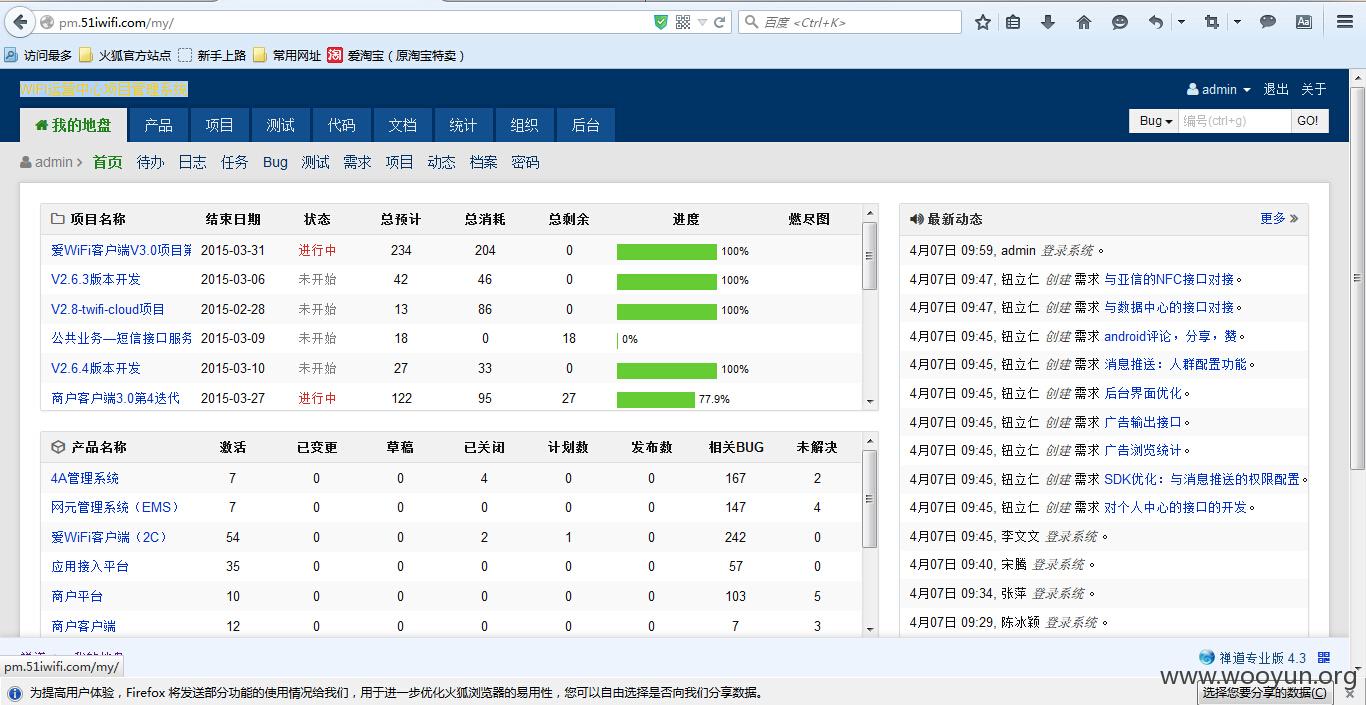 pm.51iwifi.com/my/
百度 <Ctrl+K>
访问最多 火狐官方站点 新手上路 常用网址 爱淘宝（原淘宝特卖）
WIFI运营中心项目管理系统
admin 退出 关于
我的地盘 产品 项目 测试 代码 文档 统计 组织 后台
Bug 编号(ctrl+g) GO!
admin 首页 待办 日志 任务 Bug 测试 需求 项目 动态 档案 密码
项目名称 结束日期 状态 总预计 总消耗 总剩余 进度 燃尽图
爱WiFi客户端V3.0项目第 2015-03-31 进行中 234 204 0 100%
V2.6.3版本开发 2015-03-06 未开始 42 46 0 100%
V2.8-twifi-cloud项目 2015-02-28 未开始 13 86 0 100%
公共业务—短信接口服务 2015-03-09 未开始 18 0 18 0%
V2.6.4版本开发 2015-03-10 未开始 27 33 0 100%
商户客户端3.0第4迭代 2015-03-27 进行中 122 95 27 77.9%
产品名称 激活 已变更 草稿 已关闭 计划数 发布数 相关BUG 未解决
4A管理系统 7 0 0 4 0 0 167 2
网元管理系统（EMS） 7 0 0 0 0 0 147 4
爱WiFi客户端（2C） 54 0 0 2 1 0 242 0
应用接入平台 35 0 0 0 0 0 57 0
商户平台 10 0 0 0 0 0 103 5
商户客户端 12 0 0 0 0 0 7 3
最新动态 更多
4月07日 09:59, admin 登录系统。
4月07日 09:47, 钮立仁 创建 需求 与亚信的NFC接口对接。
4月07日 09:47, 钮立仁 创建 需求 与数据中心的接口对接。
4月07日 09:45, 钮立仁 创建 需求 android评论，分享，赞。
4月07日 09:45, 钮立仁 创建 需求 消息推送：人群配置功能。
4月07日 09:45, 钮立仁 创建 需求 后台界面优化。
4月07日 09:45, 钮立仁 创建 需求 广告输出接口。
4月07日 09:45, 钮立仁 创建 需求 广告浏览统计。
4月07日 09:45, 钮立仁 创建 需求 SDK优化：与消息推送的权限配置。
4月07日 09:45, 钮立仁 创建 需求 对个人中心的接口的开发。
4月07日 09:45, 李文文 登录系统。
4月07日 09:40, 宋腾 登录系统。
4月07日 09:34, 张萍 登录系统。
4月07日 09:29, 陈冰颖 登录系统。
禅道专业版 4.3
pm.51iwifi.com/my/
www.wooyun.org
为提高用户体验，Firefox 将发送部分功能的使用情况给我们，用于进一步优化火狐浏览器的易用性，您可以自由选择是否向我们分享数据。
选择您要分享的数据(C)